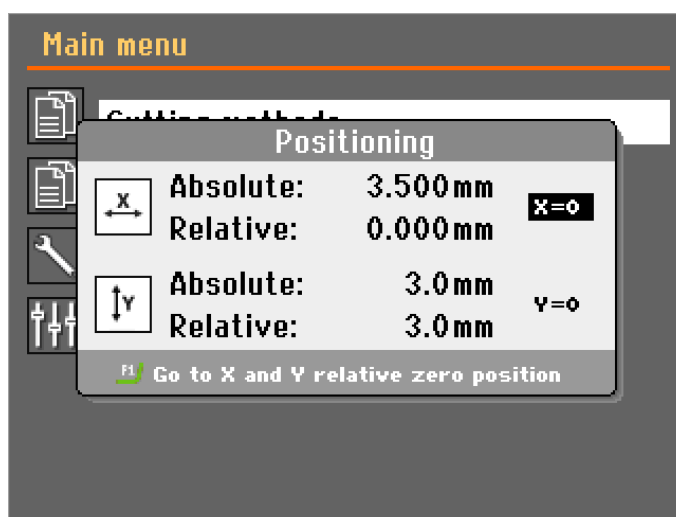 Main menu
Positioning
X Absolute: 3.500mm X=0
Relative: 0.000mm
Y Absolute: 3.0mm Y=0
Relative: 3.0mm
F1 Go to X and Y relative zero position